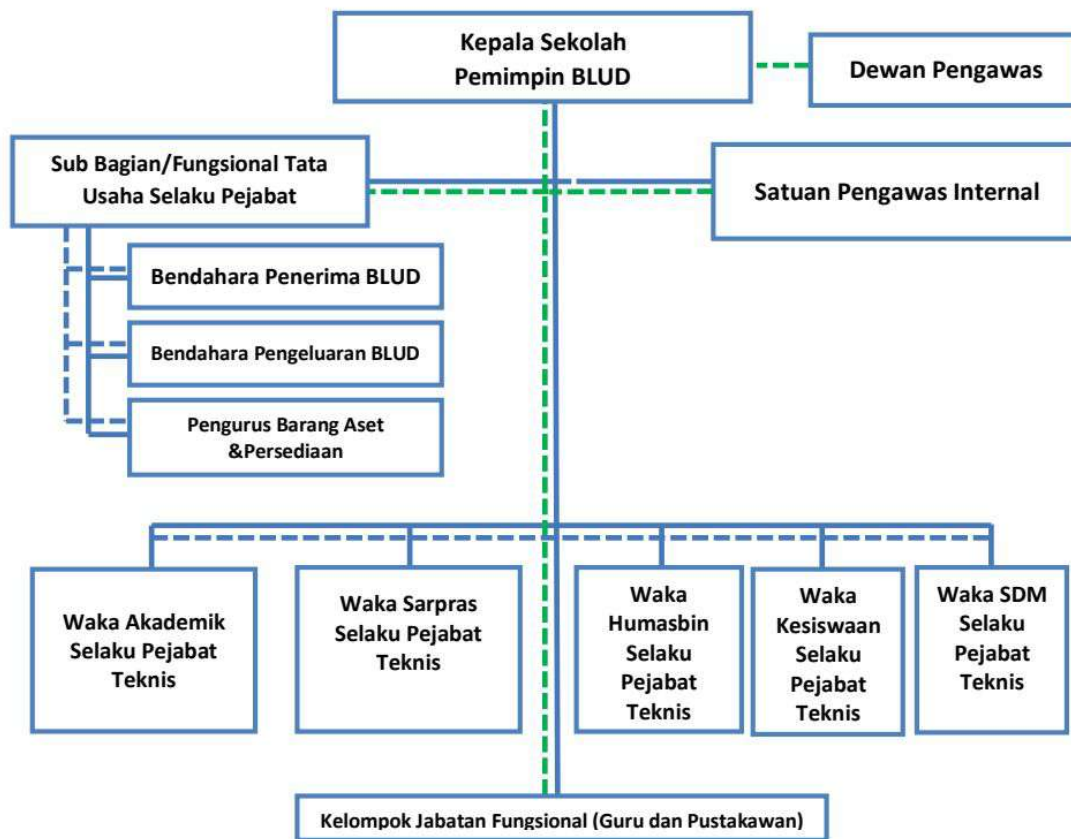 Kepala Sekolah
Pemimpin BLUD
Dewan Pengawas
Sub Bagian/Fungsional Tata
Usaha Selaku Pejabat
Satuan Pengawas Internal
Bendahara Penerima BLUD
Bendahara Pengeluaran BLUD
Pengurus Barang Aset
&Persediaan
Waka Akademik
Selaku Pejabat
Teknis
Waka Sarpras
Selaku Pejabat
Teknis
Waka
Humasbin
Selaku
Pejabat
Teknis
Waka
Kesiswaan
Selaku
Pejabat
Teknis
Waka SDM
Selaku
Pejabat
Teknis
Kelompok Jabatan Fungsional (Guru dan Pustakawan)